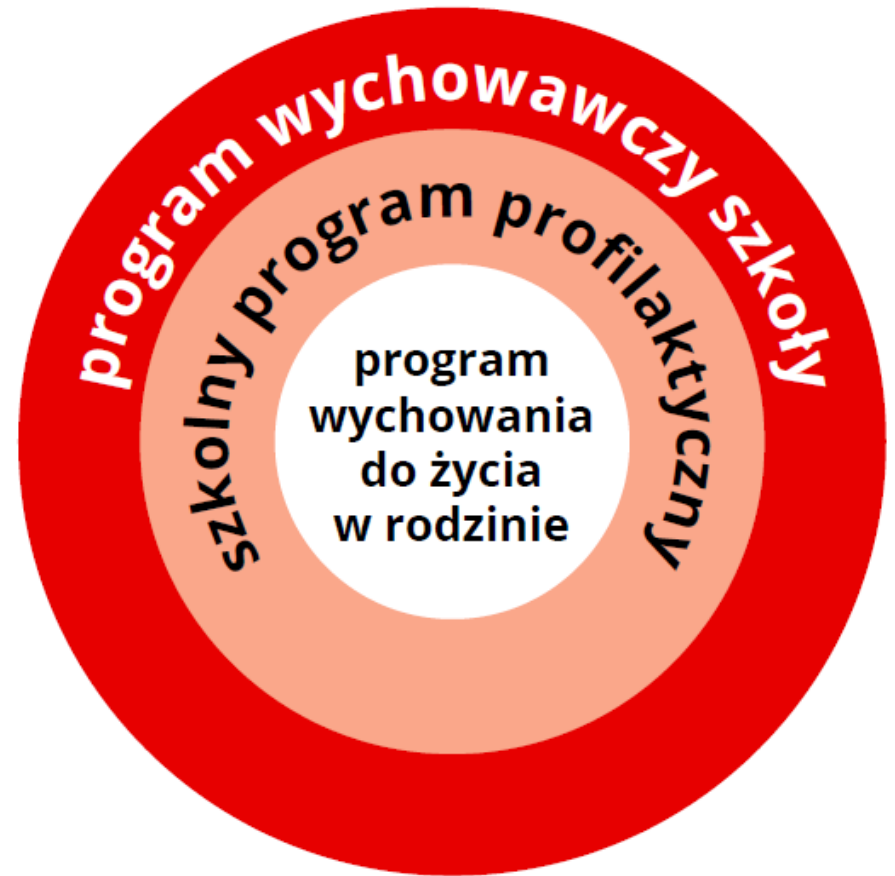 program wychowawczy szkoły
szkolny program profilaktyczny
program
wychowania
do życia
w rodzinie